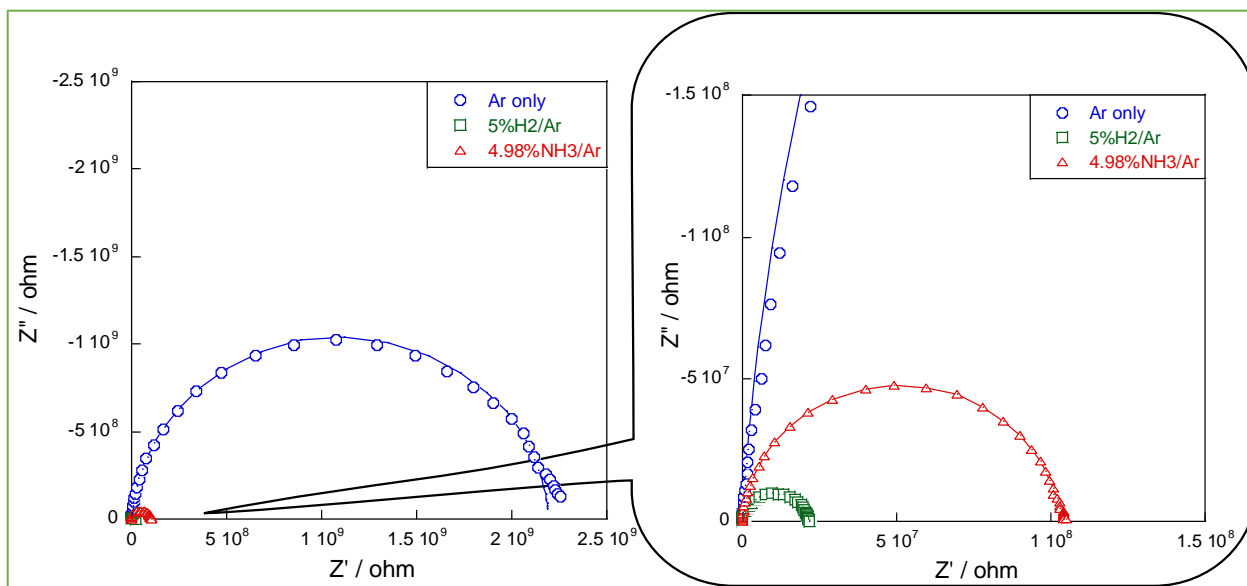 -2.5 10⁹
-2 10⁹
-1.5 10⁹
-1 10⁹
-5 10⁸
0
Z'' / ohm
Ar only
5%H2/Ar
4.98%NH3/Ar
0
5 10⁸
1 10⁹
1.5 10⁹
2 10⁹
2.5 10⁹
Z' / ohm
-1.5 10⁸
-1 10⁸
-5 10⁷
0
Z'' / ohm
Ar only
5%H2/Ar
4.98%NH3/Ar
0
5 10⁷
1 10⁸
1.5 10⁸
Z' / ohm